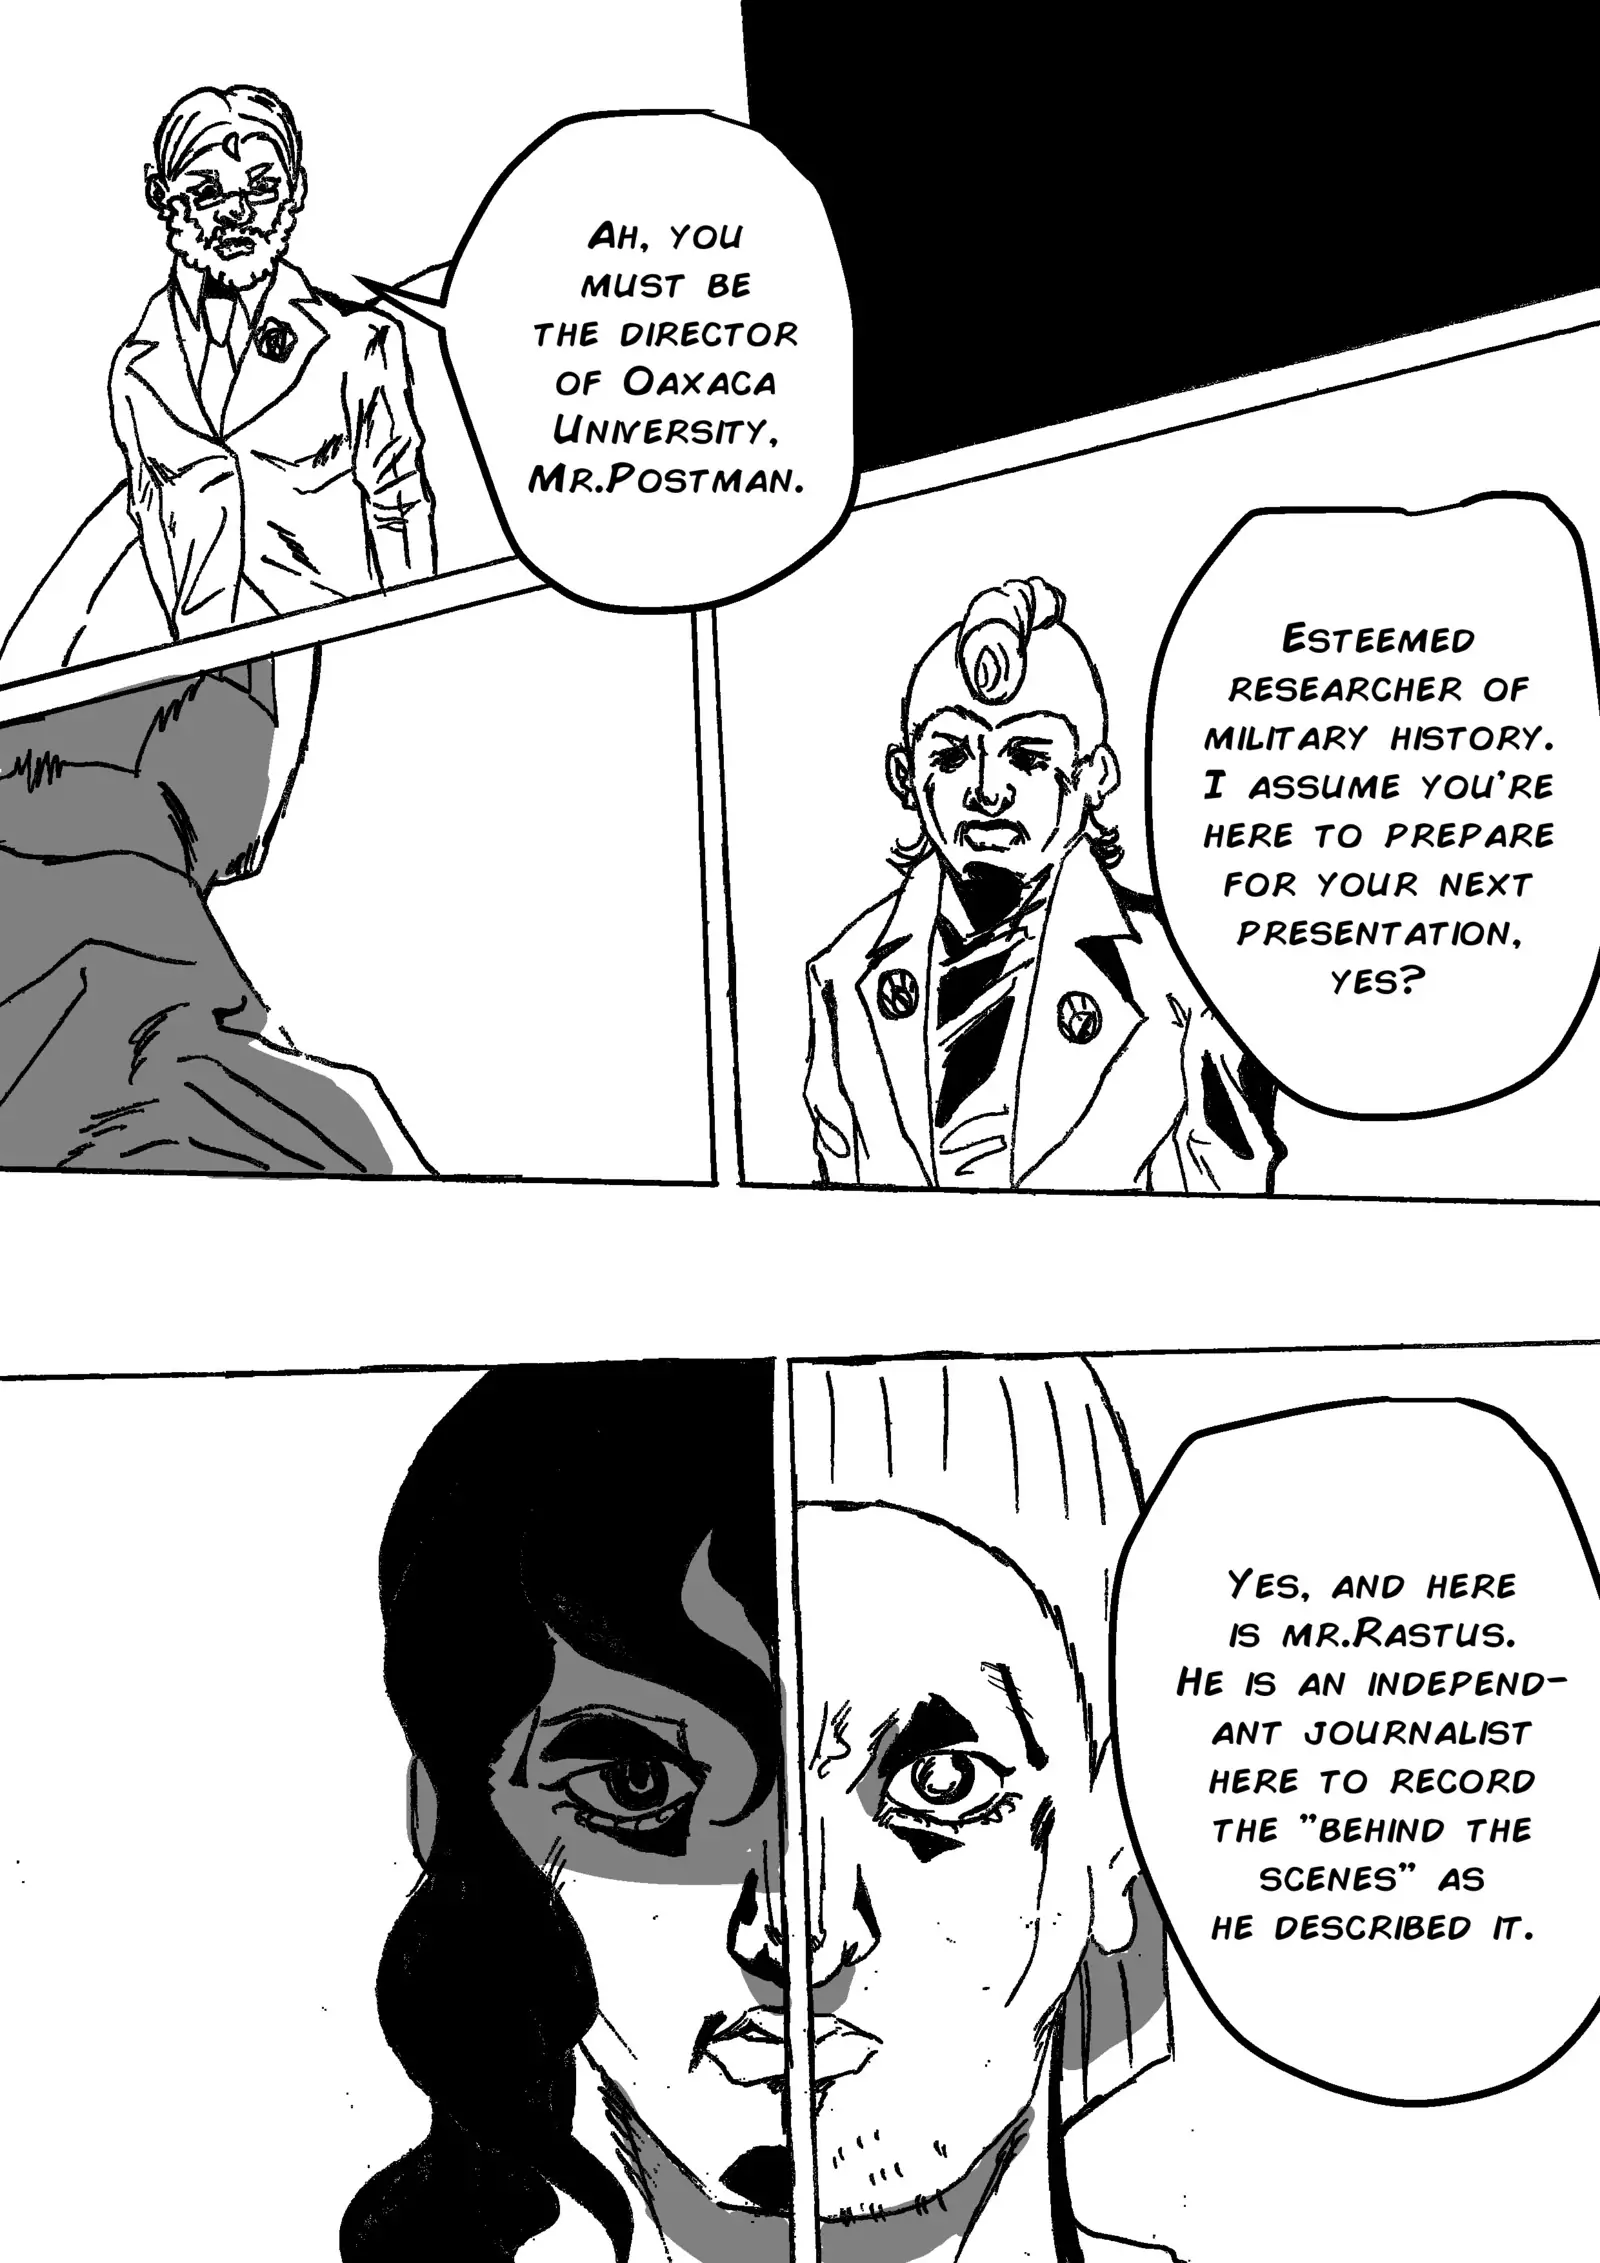 AH, YOU
MUST BE
THE DIRECTOR
OF OAXACA
UNIVERSITY,
MR.POSTMAN.
ESTEEMED
RESEARCHER OF
MILITARY HISTORY.
I ASSUME YOU'RE
HERE TO PREPARE
FOR YOUR NEXT
PRESENTATION,
YES?
YES, AND HERE
IS MR.RASTUS.
HE IS AN INDEPEND-
ANT JOURNALIST
HERE TO RECORD
THE "BEHIND THE
SCENES" AS
HE DESCRIBED IT.